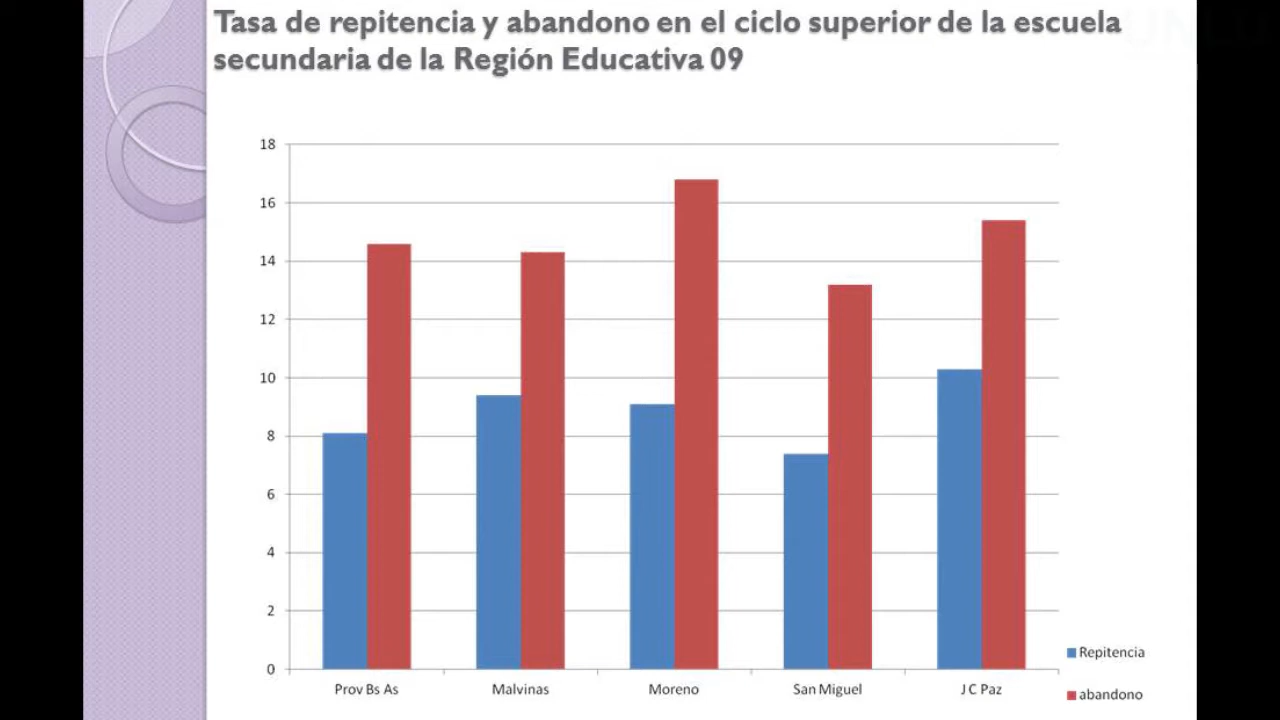 Tasa de repitencia y abandono en el ciclo superior de la escuela
secundaria de la Región Educativa 09
18
16
14
12
10
8
6
4
2
0
Prov Bs As
Malvinas
Moreno
San Miguel
J C Paz
Repitencia
abandono